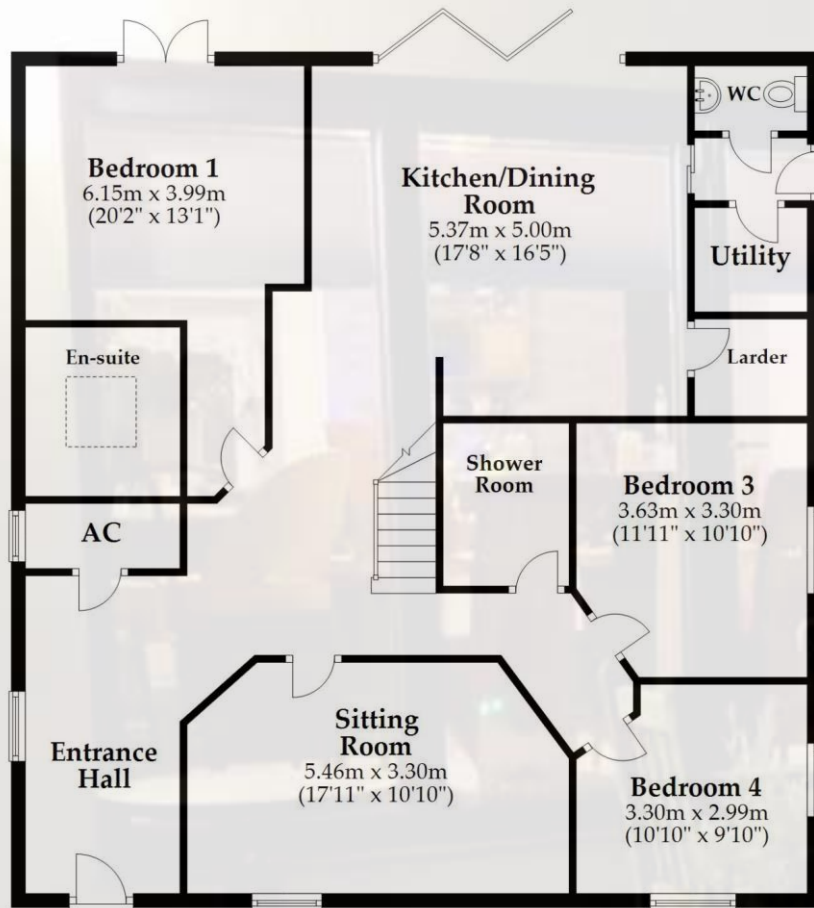 WC
Bedroom 1
6.15m x 3.99m
(20'2" x 13'1")
Kitchen/Dining
Room
5.37m x 5.00m
(17'8" x 16'5")
Utility
En-suite
Larder
Shower
Room
Bedroom 3
3.63m x 3.30m
(11'11" x 10'10")
AC
Sitting
Room
5.46m x 3.30m
(17'11" x 10'10")
Entrance
Hall
Bedroom 4
3.30m x 2.99m
(10'10" x 9'10")